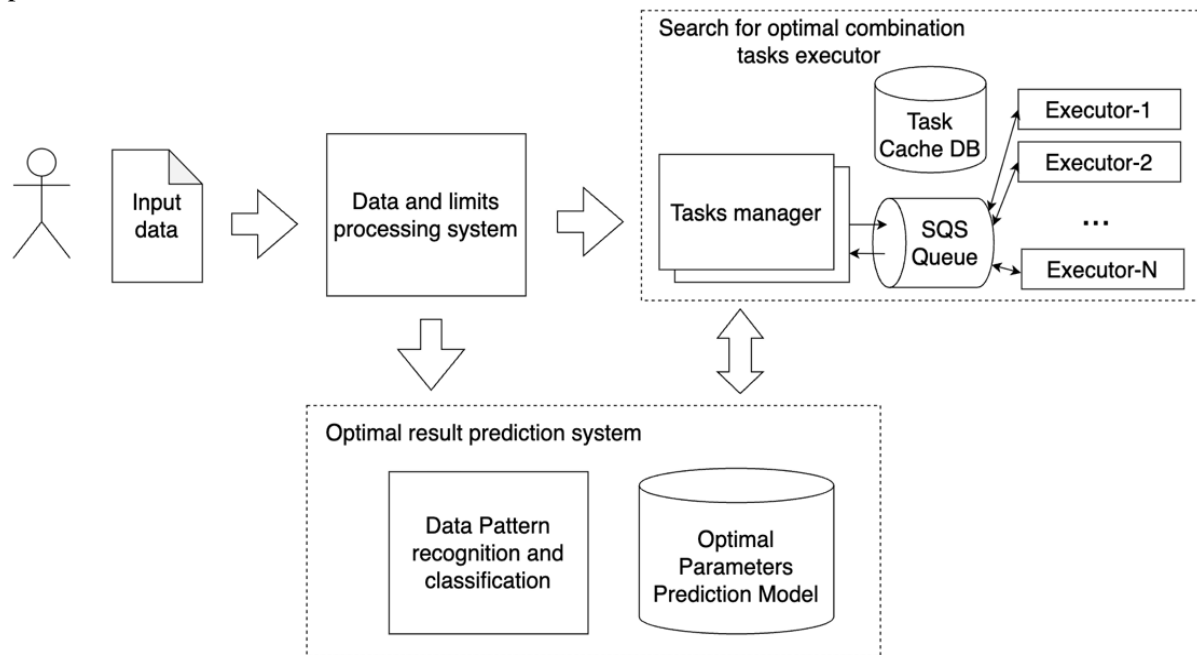 Search for optimal combination
tasks executor
Task
Cache DB
Executor-1
Executor-2
...
Executor-N
Input
data
Data and limits
processing system
Tasks manager
SQS
Queue
Optimal result prediction system
Data Pattern
recognition and
classification
Optimal
Parameters
Prediction Model